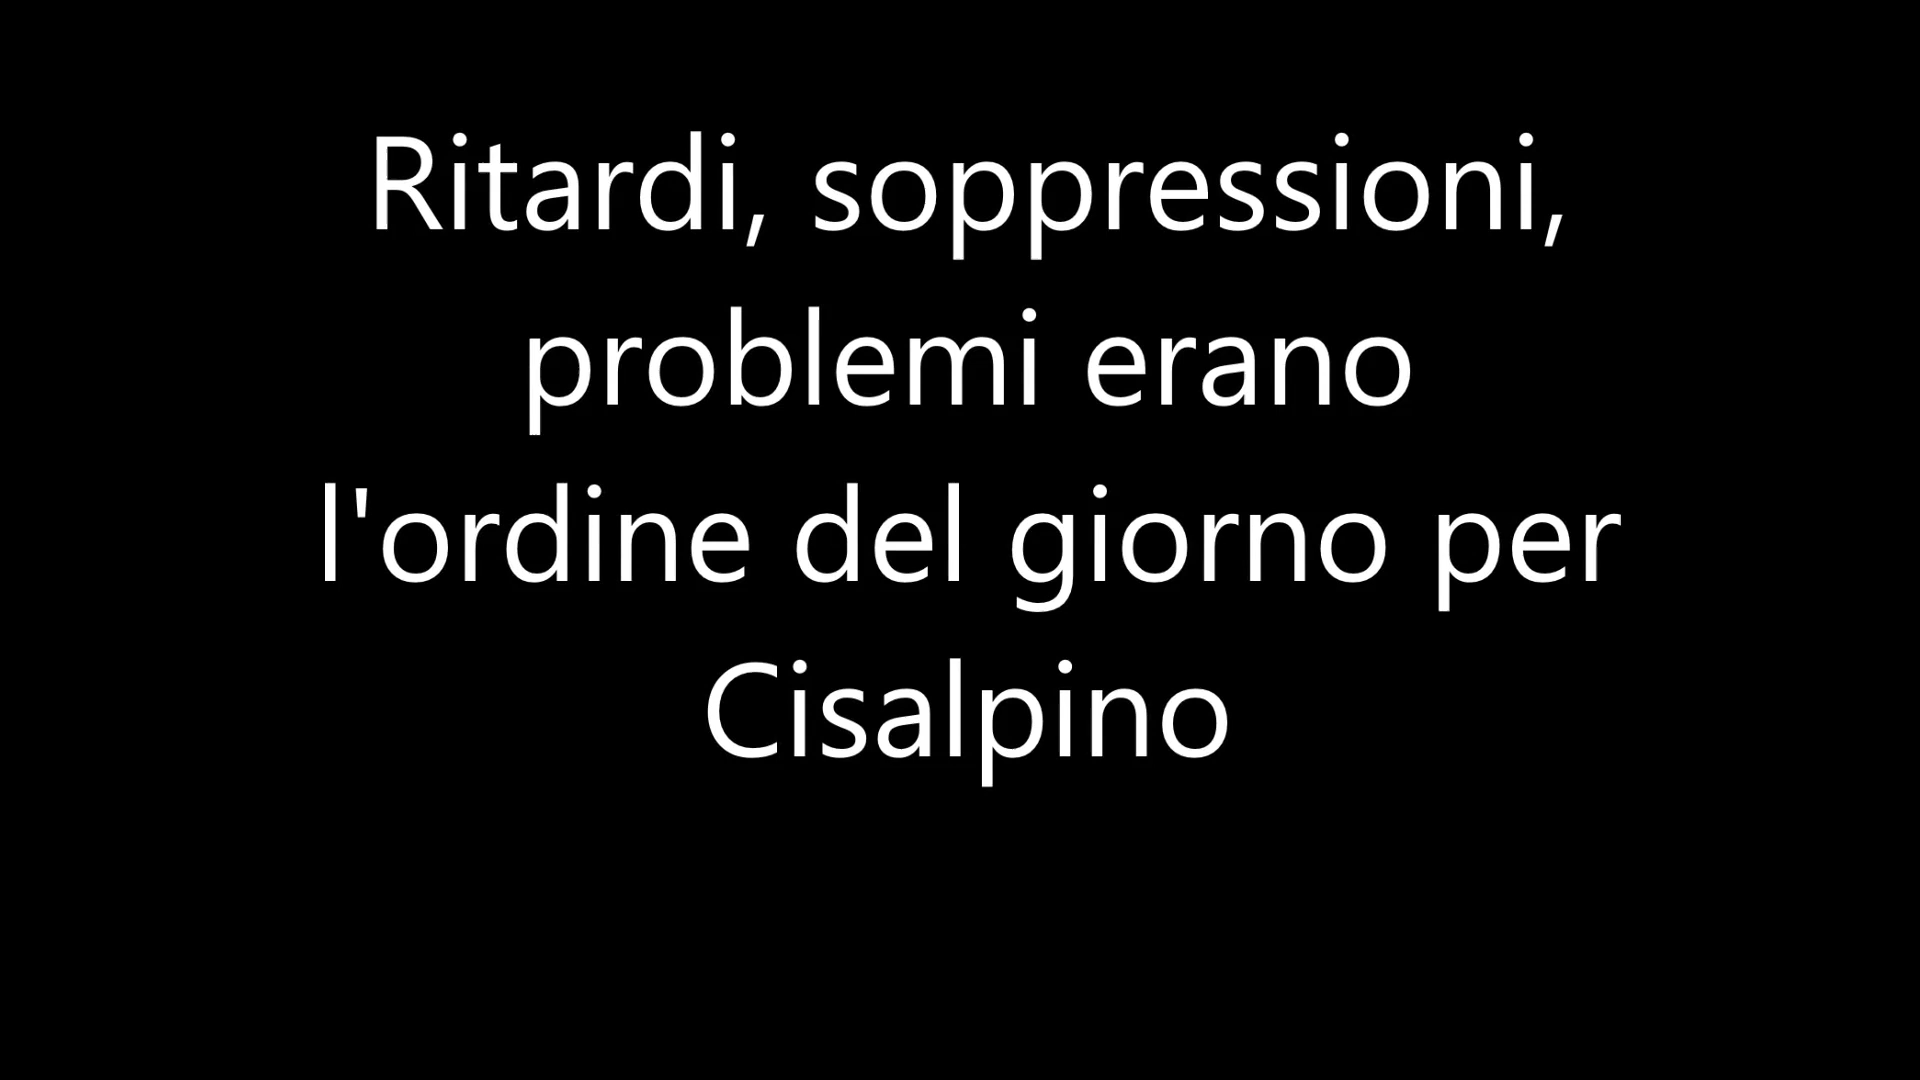 Ritardi, soppressioni,
problemi erano
l'ordine del giorno per
Cisalpino